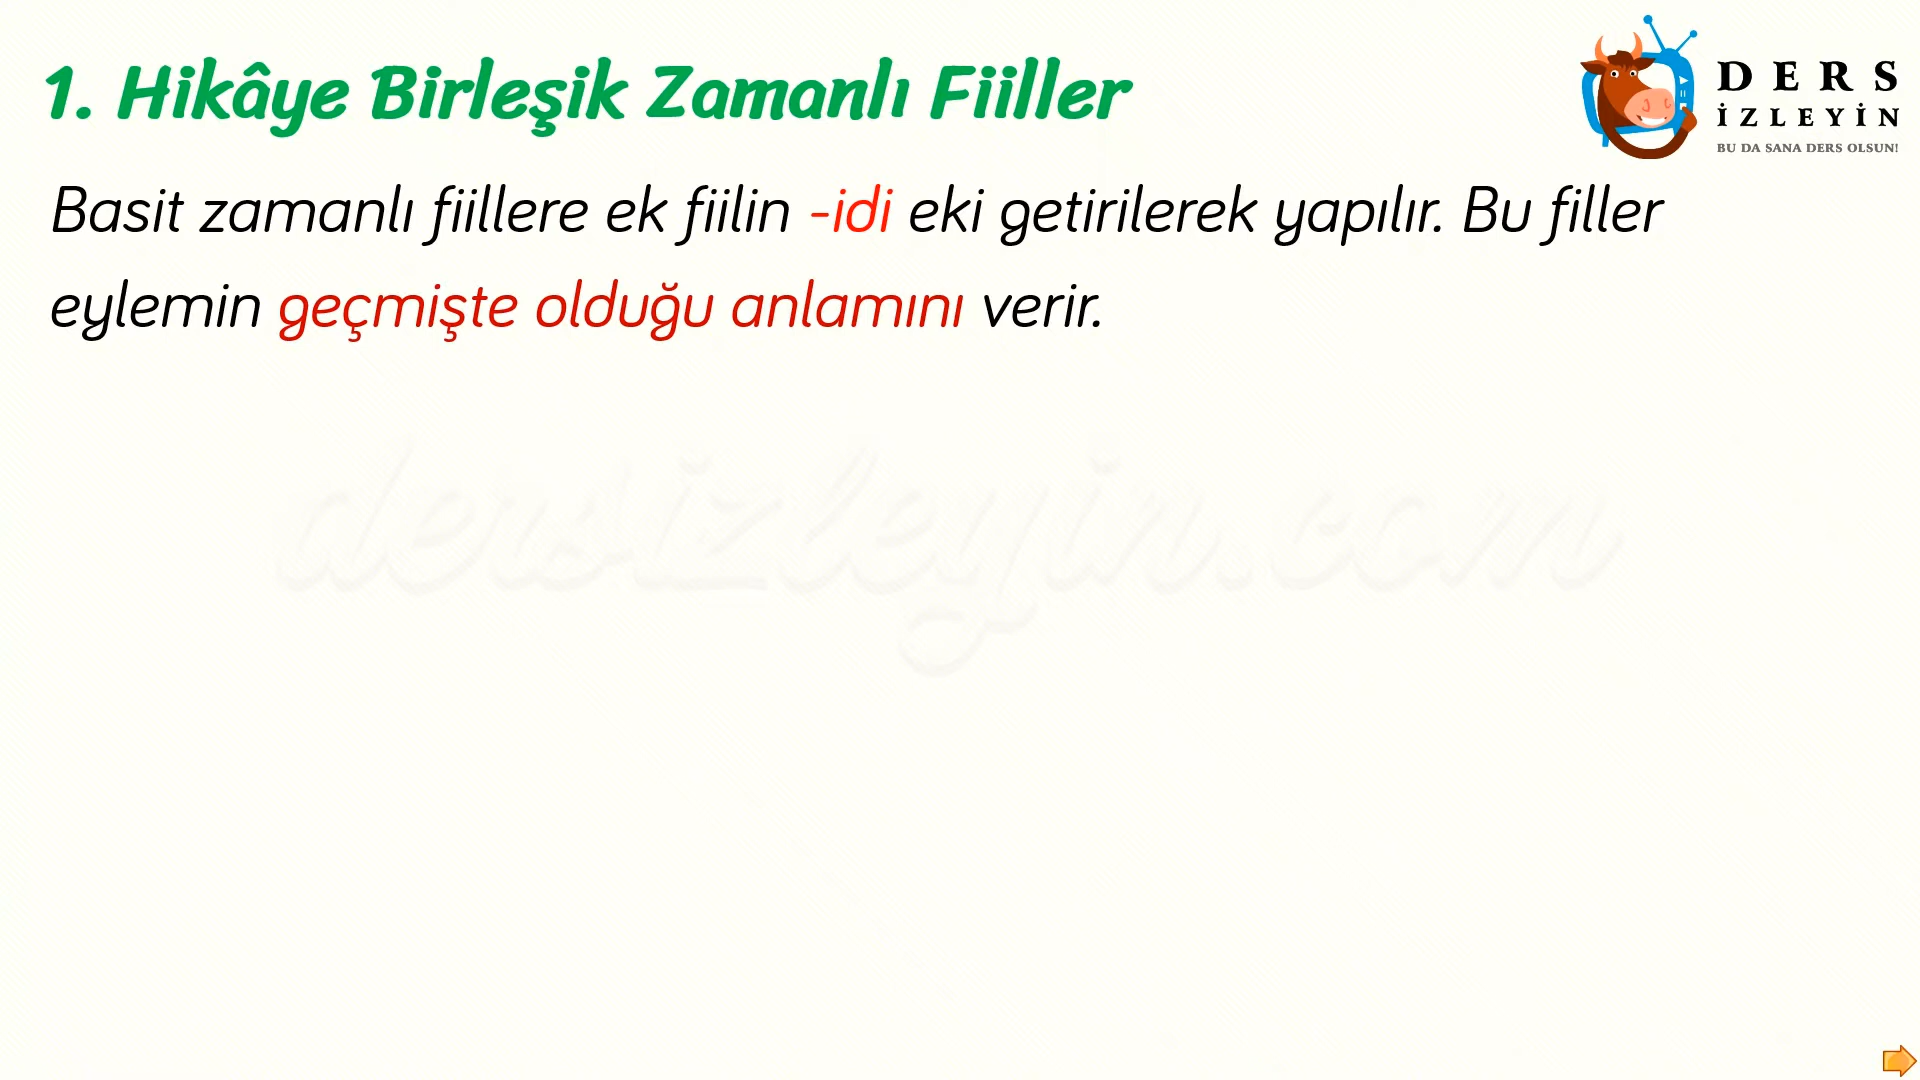 1. Hikâye Birleşik Zamanlı Fiiller
DERS
İZLEYİN
BU DA SANA DERS OLSUN!
Basit zamanlı fiillere ek fiilin -idi eki getirilerek yapılır. Bu filler
eylemin geçmişte olduğu anlamını verir.
dersizleyin.com